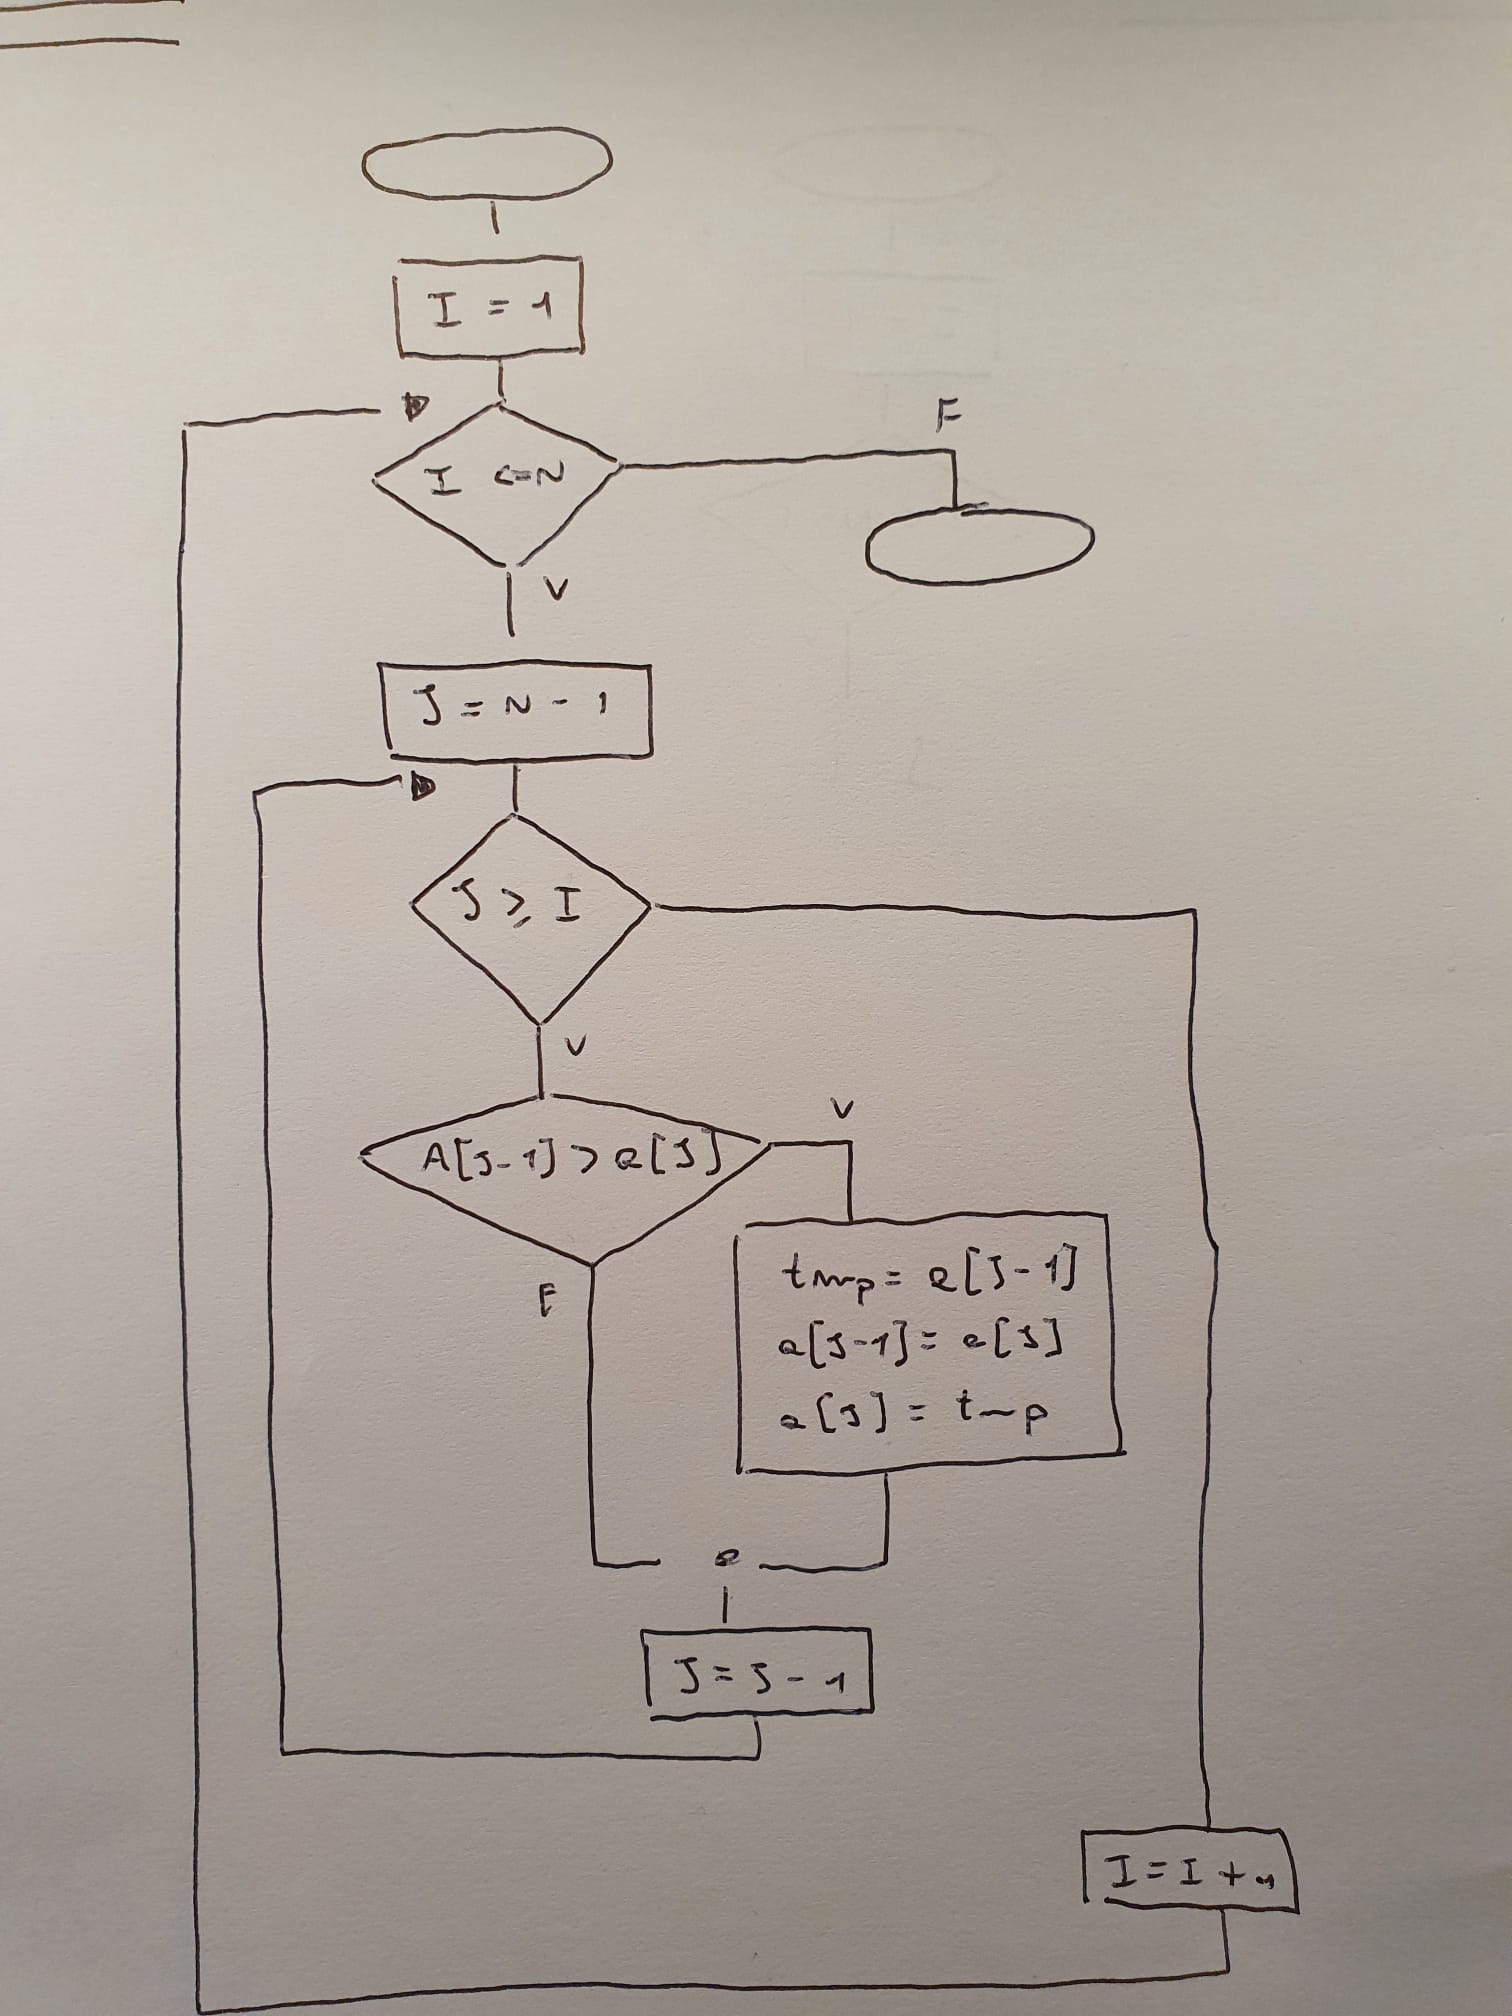 I = 1
F
I <=N
V
J = N - 1
J ≥ I
V
V
A[J-1] > a[J]
tmp = a[J-1]
F
a[J-1] = a[J]
a[J] = tmp
J = J - 1
I = I + 1